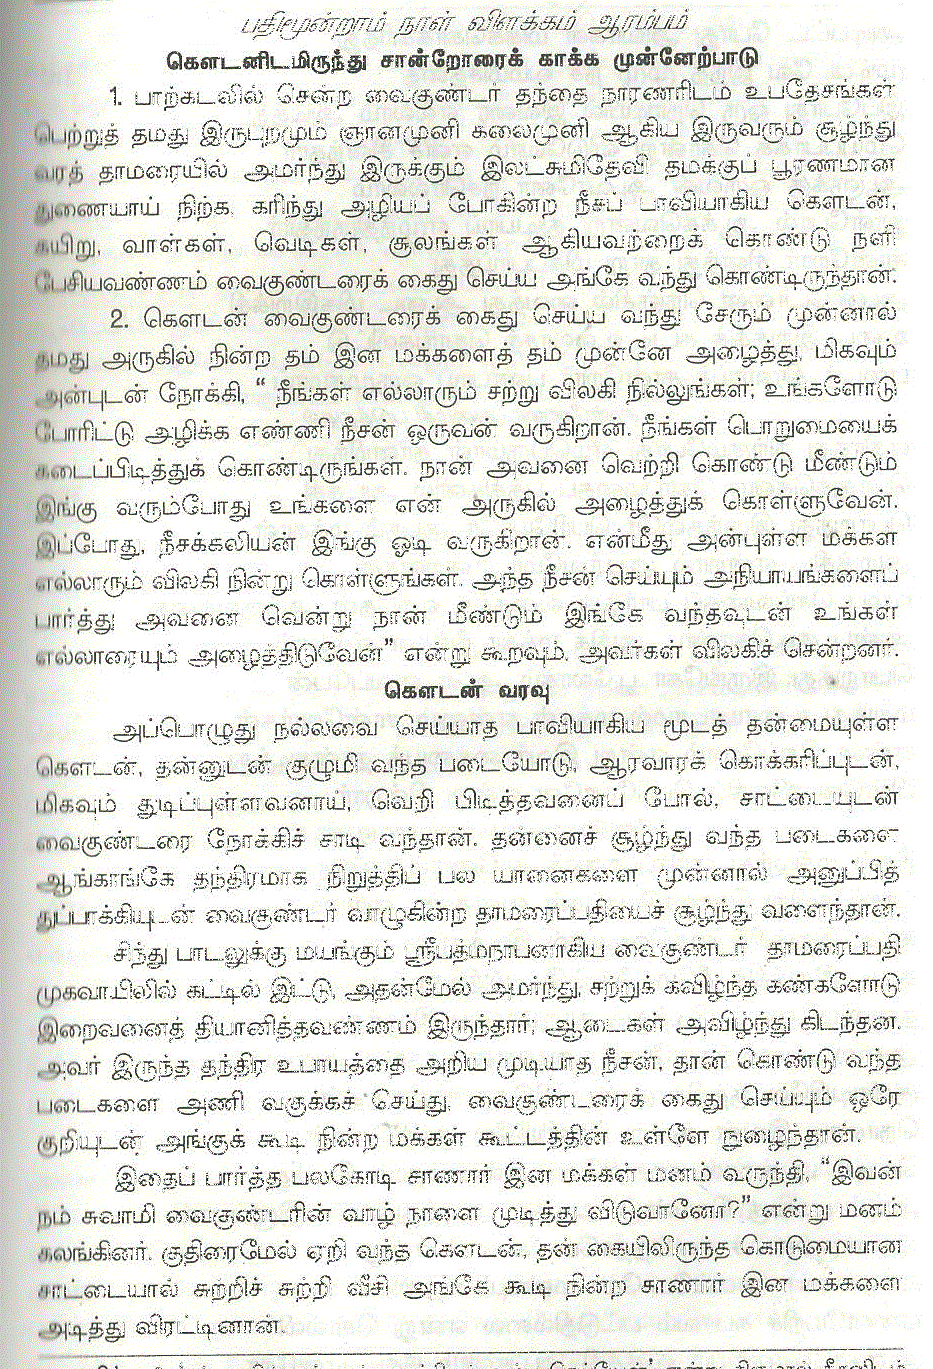 பதிமூன்றாம் நாள் விளக்கம் ஆரம்பம்
கௌடனிடமிருந்து சான்றோரைக் காக்க முன்னேற்பாடு
1. பாற்கடலில் சென்ற வைகுண்டர் தந்தை நாரணரிடம் உபதேசங்கள்
பெற்றுத் தமது இருபுறமும் ஞானமுனி கலைமுனி ஆகிய இருவரும் சூழ்ந்து
வரத் தாமரையில் அமர்ந்து இருக்கும் இலட்சுமிதேவி தமக்குப் பூரணமான
துணையாய் நிற்க, கரிந்து அழியப் போகின்ற நீசப் பாவியாகிய கௌடன்,
கயிறு, வாள்கள், வெடிகள், சூலங்கள் ஆகியவற்றைக் கொண்டு நளி
பேசியவண்ணம் வைகுண்டரைக் கைது செய்ய அங்கே வந்து கொண்டிருந்தான்.
2. கௌடன் வைகுண்டரைக் கைது செய்ய வந்து சேரும் முன்னால்
தமது அருகில் நின்ற தம் இன மக்களைத் தம் முன்னே அழைத்து, மிகவும்
அன்புடன் நோக்கி, “ நீங்கள் எல்லாரும் சற்று விலகி நில்லுங்கள்; உங்களோடு
போரிட்டு அழிக்க எண்ணி நீசன் ஒருவன் வருகிறான். நீங்கள் பொறுமையைக்
கடைப்பிடித்துக் கொண்டிருங்கள். நான் அவனை வெற்றி கொண்டு மீண்டும்
இங்கு வரும்போது உங்களை என் அருகில் அழைத்துக் கொள்ளுவேன்.
இப்போது, நீசக்கலியன் இங்கு ஓடி வருகிறான். என்மீது அன்புள்ள மக்கள்
எல்லாரும் விலகி நின்று கொள்ளுங்கள். அந்த நீசன் செய்யும் அநியாயங்களைப்
பார்த்து அவனை வென்று நான் மீண்டும் இங்கே வந்தவுடன் உங்கள்
எல்லாரையும் அழைத்திடுவேன்” என்று கூறவும், அவர்கள் விலகிச் சென்றனர்.
கௌடன் வரவு
அப்பொழுது நல்லவை செய்யாத பாவியாகிய மூடத் தன்மையுள்ள
கௌடன், தன்னுடன் குழுமி வந்த படையோடு, ஆரவாரக் கொக்கரிப்புடன்,
மிகவும் துடிப்புள்ளவனாய், வெறி பிடித்தவனைப் போல், சாட்டையுடன்
வைகுண்டரை நோக்கிச் சாடி வந்தான். தன்னைச் சூழ்ந்து வந்த படைகளை
ஆங்காங்கே தந்திரமாக நிறுத்திப் பல யானைகளை முன்னால் அனுப்பித்
துப்பாக்கியுடன் வைகுண்டர் வாழுகின்ற தாமரைப்பதியைச் சூழ்ந்து வளைந்தான்.
சிந்து பாடலுக்கு மயங்கும் ஸ்ரீபத்மநாபனாகிய வைகுண்டர் தாமரைப்பதி
முகவாயிலில் கட்டில் இட்டு, அதன்மேல் அமர்ந்து, சற்றுக் கவிழ்ந்த கண்களோடு
இறைவனைத் தியானித்தவண்ணம் இருந்தார்; ஆடைகள் அவிழ்ந்து கிடந்தன.
அவர் இருந்த தந்திர உபாயத்தை அறிய முடியாத நீசன், தான் கொண்டு வந்த
படைகளை அணி வகுக்கச் செய்து, வைகுண்டரைக் கைது செய்யும் ஒரே
குறியுடன் அங்குக் கூடி நின்ற மக்கள் கூட்டத்தின் உள்ளே நுழைந்தான்.
இதைப் பார்த்த பலகோடி சாணார் இன மக்கள் மனம் வருந்தி, “இவன்
நம் சுவாமி வைகுண்டரின் வாழ் நாளை முடித்து விடுவானோ?” என்று மனம்
கலங்கினர். குதிரைமேல் ஏறி வந்த கௌடன், தன் கையிலிருந்த கொடுமையான
சாட்டையால் சுற்றிச் சுற்றி வீசி அங்கே கூடி நின்ற சாணார் இன மக்களை
அடித்து விரட்டினான்.